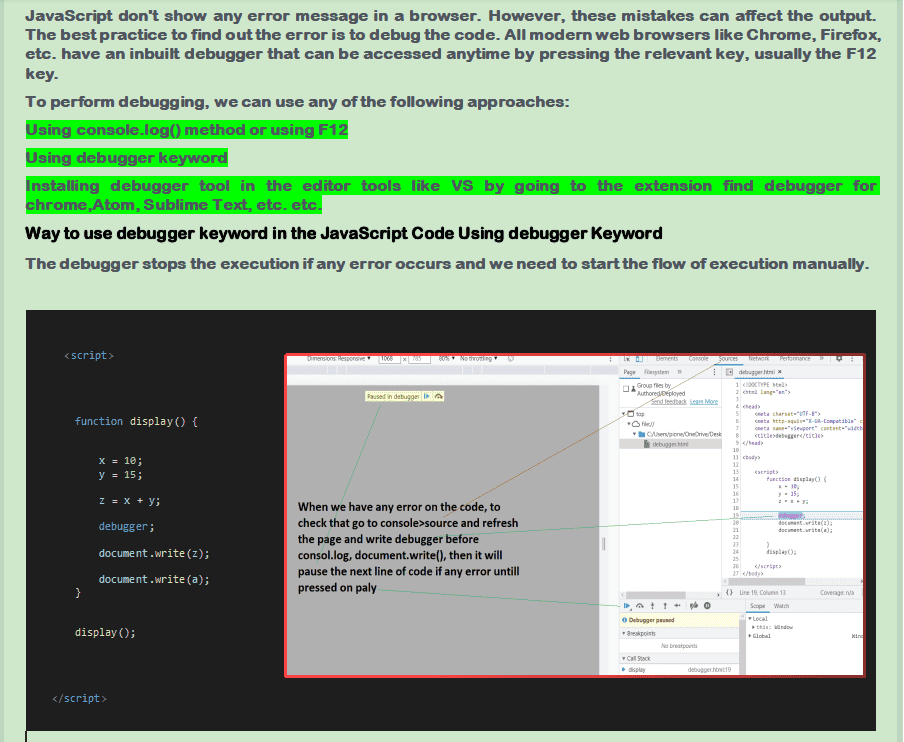 JavaScript don't show any error message in a browser. However, these mistakes can affect the output.
The best practice to find out the error is to debug the code. All modern web browsers like Chrome, Firefox,
etc. have an inbuilt debugger that can be accessed anytime by pressing the relevant key, usually the F12
key.
To perform debugging, we can use any of the following approaches:
Using console.log() method or using F12
Using debugger keyword
Installing debugger tool in the editor tools like VS by going to the extension find debugger for
chrome,Atom, Sublime Text, etc. etc.
Way to use debugger keyword in the JavaScript Code Using debugger Keyword
The debugger stops the execution if any error occurs and we need to start the flow of execution manually.
<script>
function display() {
x = 10;
y = 15;
z = x + y;
debugger;
document.write(z);
document.write(a);
}
display();
</script>
Dimensions: Responsive 1068 x 785 80% No throttling
Paused in debugger
When we have any error on the code, to
check that go to console>source and refresh
the page and write debugger before
consol.log, document.write(), then it will
pause the next line of code if any error untill
pressed on paly
Elements Console Sources Network Performance »
Page Filesystem »
Group files by
Authored/Deployed
Send feedback Learn More
top
file://
C:/Users/pione/OneDrive/Desk
debugger.html
debugger.html ×
1 <!DOCTYPE html>
2 <html lang="en">
3
4 <head>
5 <meta charset="UTF-8">
6 <meta http-equiv="X-UA-Compatible" c
7 <meta name="viewport" content="width
8 <title>debugger</title>
9 </head>
10
11 <body>
12
13 <script>
14 function display() {
15 x = 10;
16 y = 15;
17 z = x + y;
18
19 debugger;
20 document.write(z);
21 document.write(a);
22
23 }
24 display();
25
26 </script>
27 </body>
{} Line 19, Column 13 Coverage: n/a
Debugger paused
Breakpoints
No breakpoints
Call Stack
display debugger.html:19
Scope Watch
Local
this: Window
Global Wind